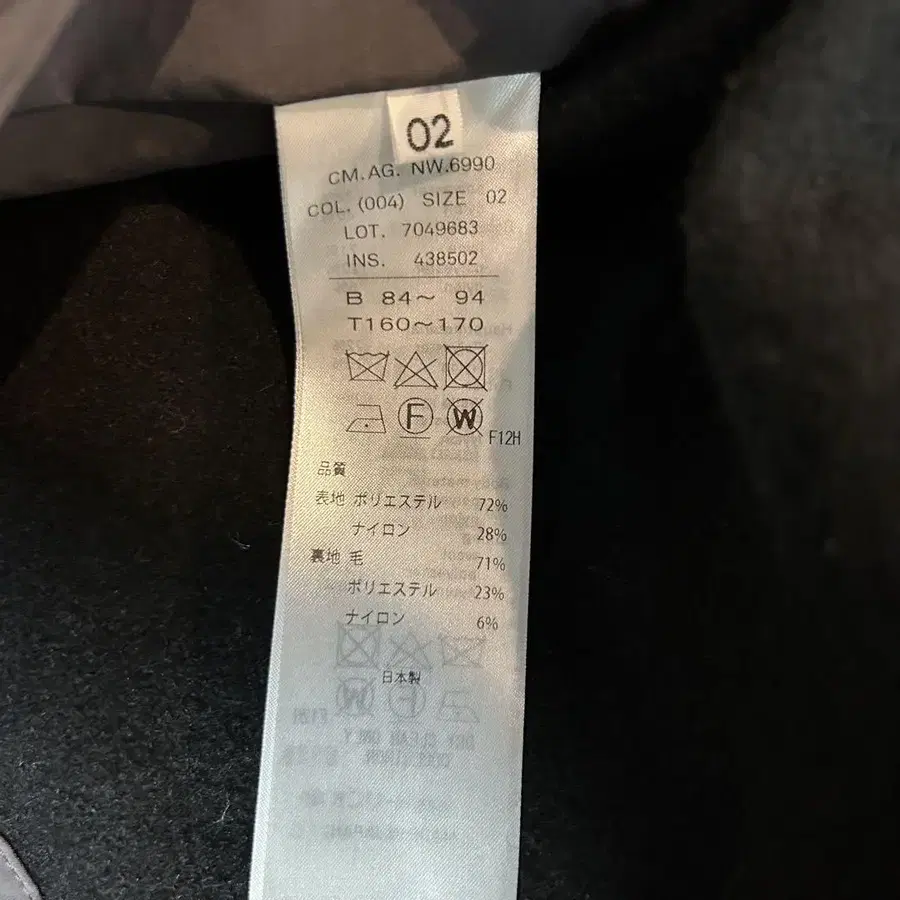 02
CM.AG. NW.6990
COL.(004) SIZE 02
LOT. 7049683
INS. 438502
B 84～ 94
T160～170
F
W
F12H
品質
表地 ポリエステル 72%
ナイロン 28%
裏地 毛 71%
ポリエステル 23%
ナイロン 6%
日本製